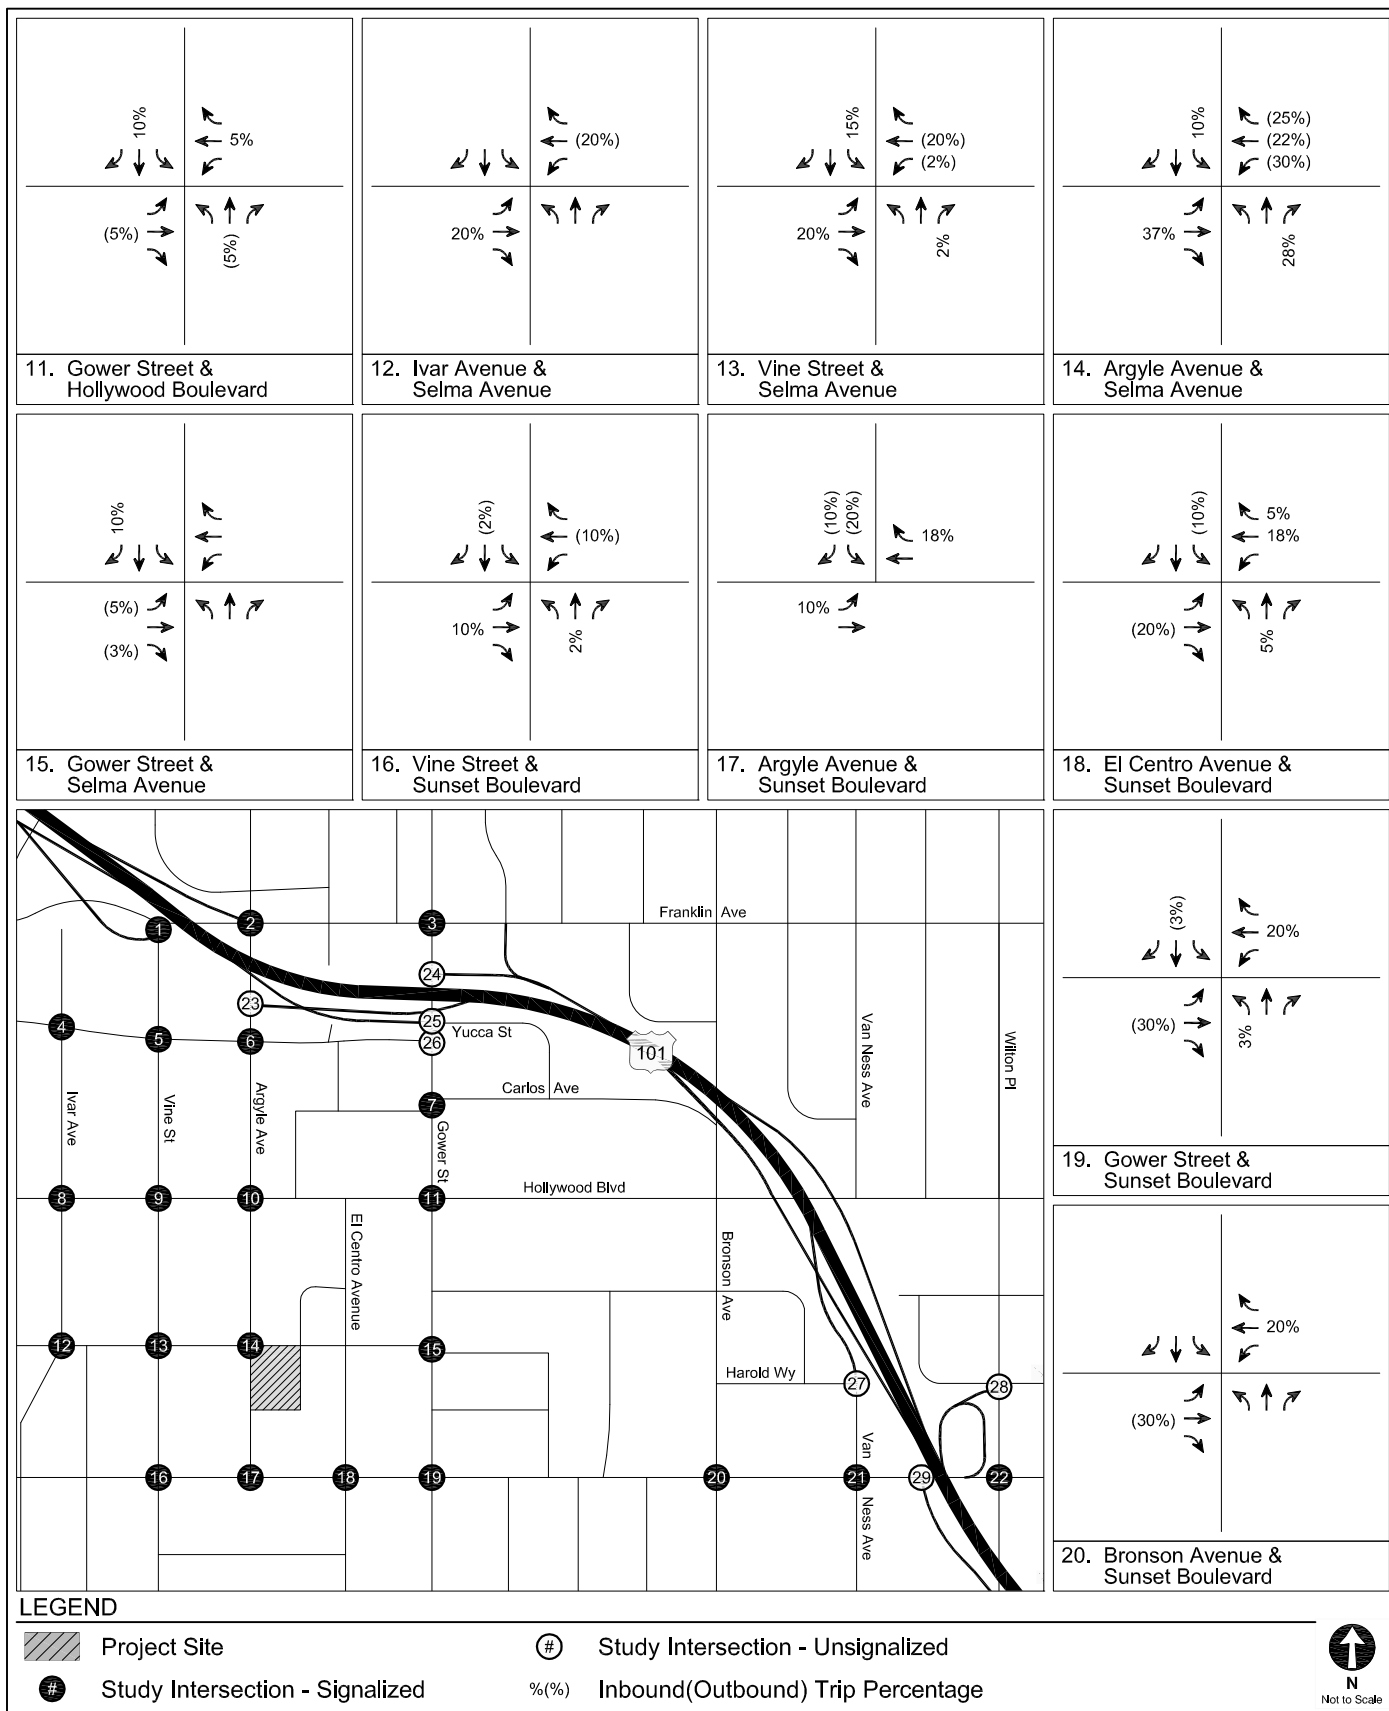 10%
5%
(5%)
(5%)
11. Gower Street &
Hollywood Boulevard
(20%)
20%
12. Ivar Avenue &
Selma Avenue
15%
(20%)
(2%)
20%
2%
13. Vine Street &
Selma Avenue
10%
(25%)
(22%)
(30%)
37%
28%
14. Argyle Avenue &
Selma Avenue
10%
(5%)
(3%)
15. Gower Street &
Selma Avenue
(2%)
(10%)
10%
2%
16. Vine Street &
Sunset Boulevard
(10%)
(20%)
18%
10%
17. Argyle Avenue &
Sunset Boulevard
(10%)
5%
18%
(20%)
5%
18. El Centro Avenue &
Sunset Boulevard
(3%)
20%
(30%)
3%
19. Gower Street &
Sunset Boulevard
20%
(30%)
20. Bronson Avenue &
Sunset Boulevard
Franklin Ave
1
2
3
24
23
25
Yucca St
26
4
5
6
101
Van Ness Ave
Wilton Pl
Carlos Ave
7
Ivar Ave
Vine St
Argyle Ave
Gower St
Hollywood Blvd
8
9
10
11
El Centro Avenue
Bronson Ave
12
13
14
15
Harold Wy
27
28
Van Ness Ave
16
17
18
19
20
21
29
22
LEGEND
Project Site
# Study Intersection - Unsignalized
# Study Intersection - Signalized
%(%) Inbound(Outbound) Trip Percentage
N
Not to Scale